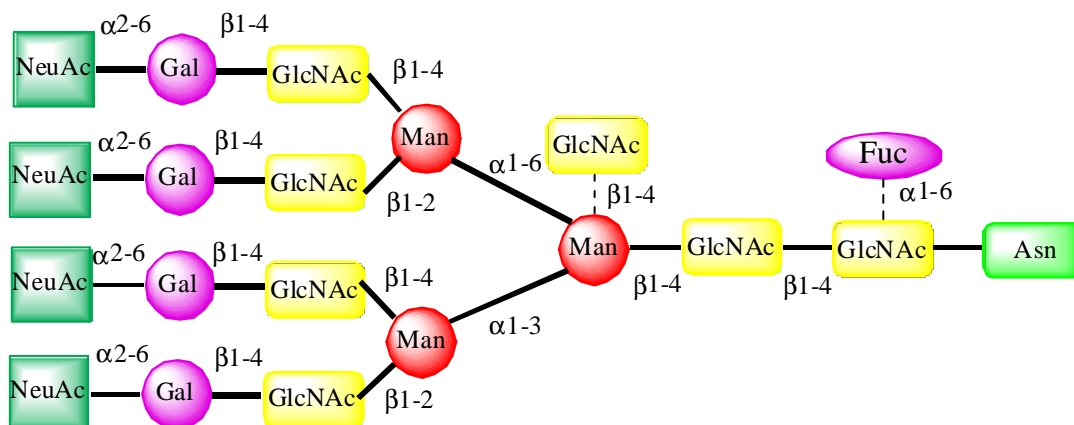 α2-6 β1-4
NeuAc Gal GlcNAc β1-4
Man GlcNAc Fuc
α2-6 β1-4 α1-6 β1-4 α1-6
NeuAc Gal GlcNAc β1-2
Man GlcNAc GlcNAc Asn
α2-6 β1-4 β1-4 β1-4 β1-4
NeuAc Gal GlcNAc α1-3
Man
α2-6 β1-4
NeuAc Gal GlcNAc β1-2